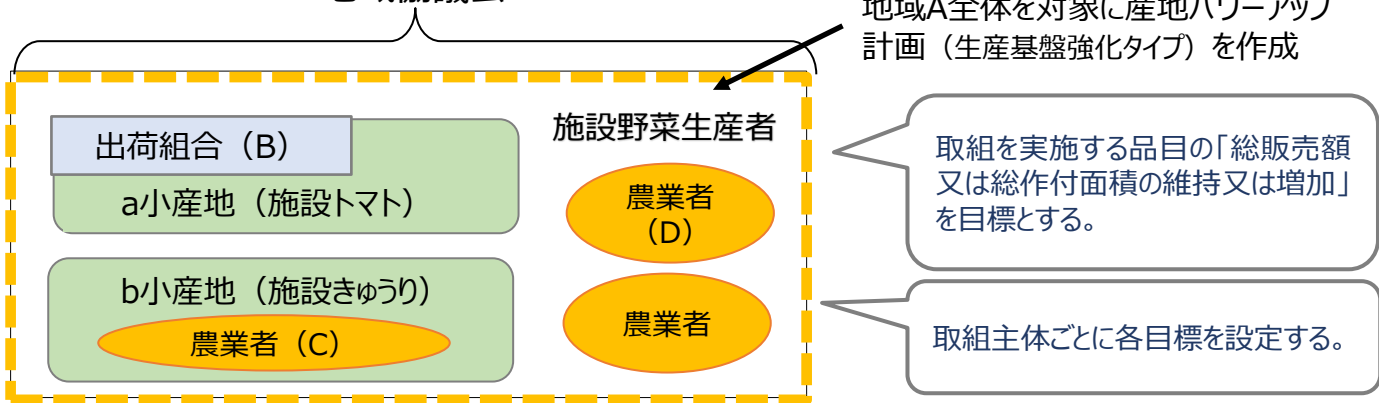 地域A全体を対象に産地パワーアップ
計画（生産基盤強化タイプ）を作成
出荷組合（B）
a小産地（施設トマト）
b小産地（施設きゅうり）
農業者（C）
施設野菜生産者
農業者
（D）
農業者
取組を実施する品目の「総販売額
又は総作付面積の維持又は増加」
を目標とする。
取組主体ごとに各目標を設定する。